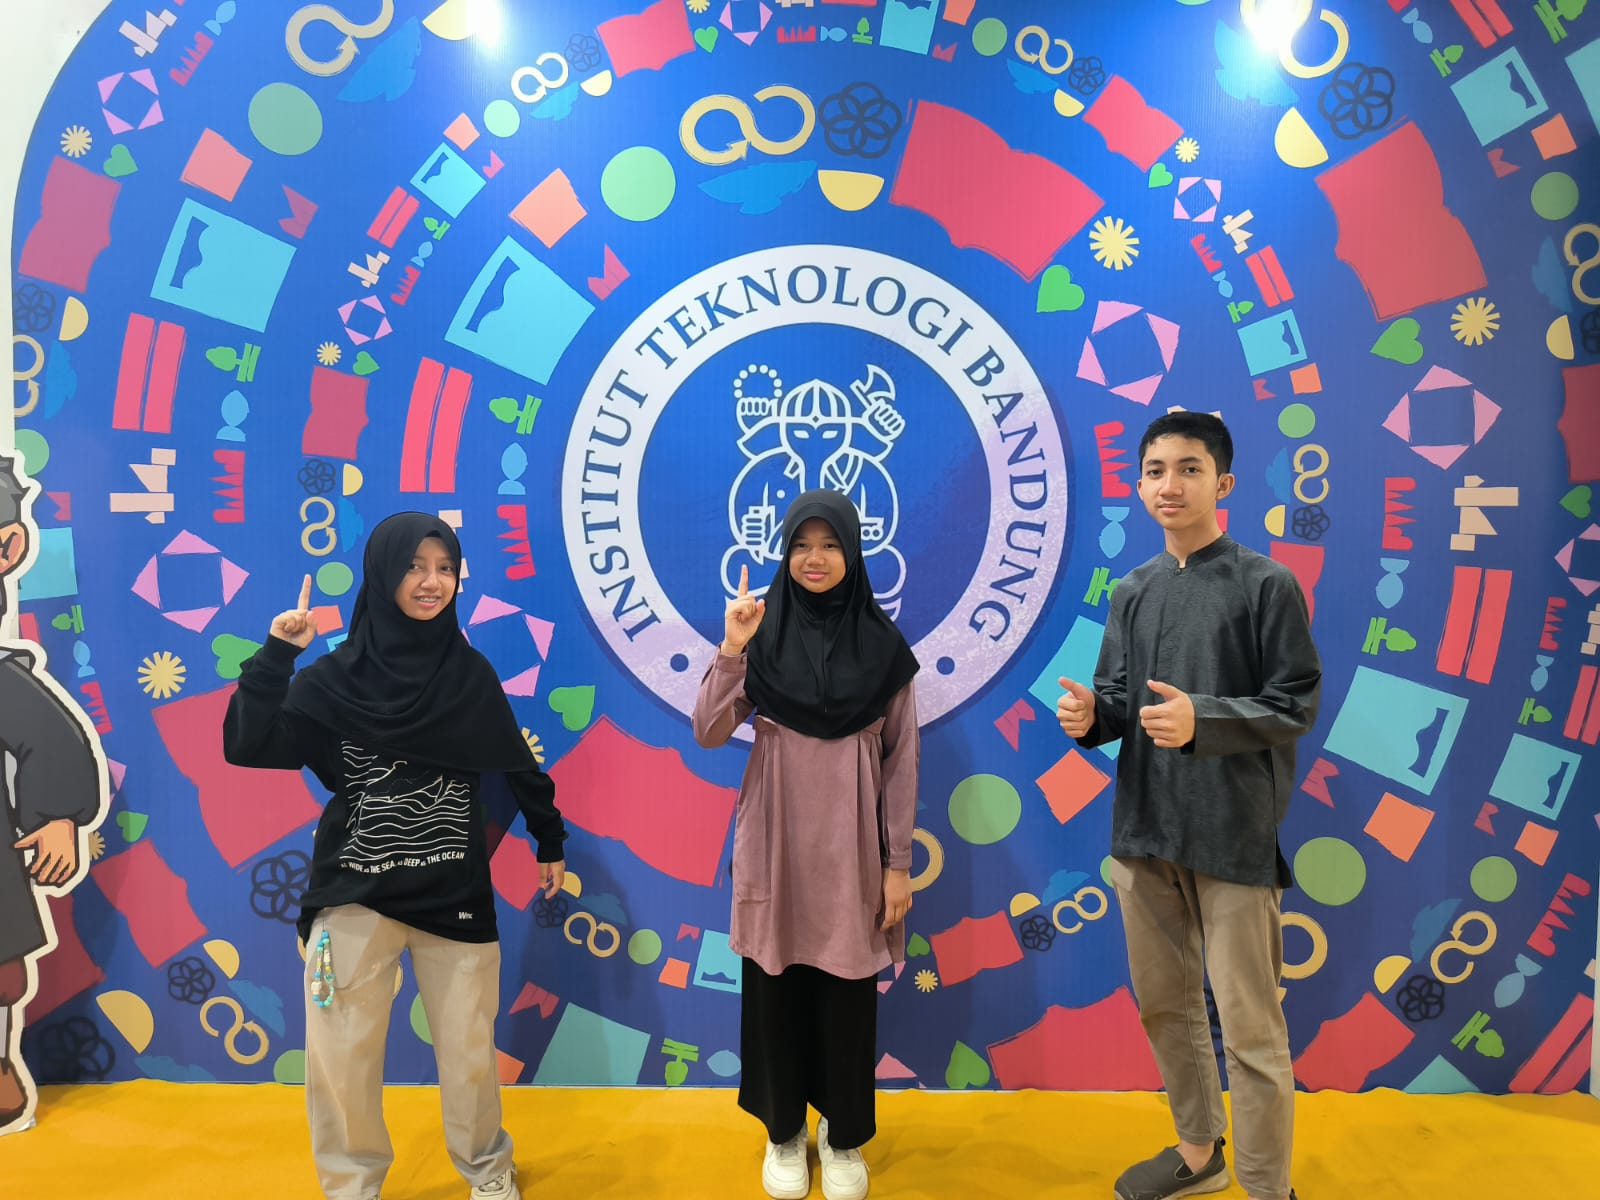 INSTITUT TEKNOLOGI BANDUNG
AS WIDE AS THE SEA. AS DEEP AS THE OCEAN